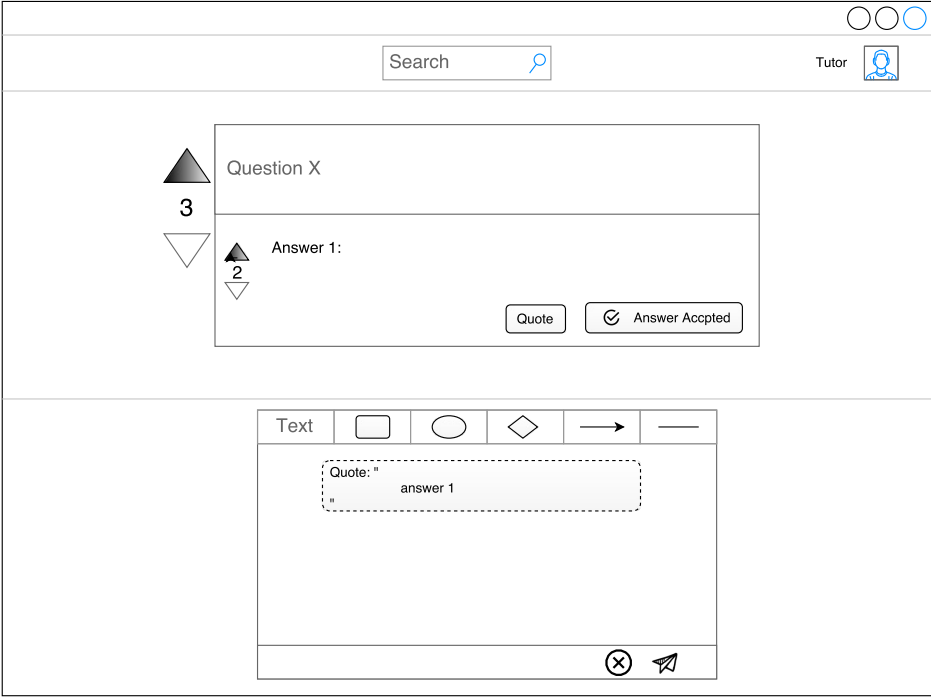 Search
Tutor
Question X
3
Answer 1:
2
Quote
Answer Accpted
Text
Quote: "
answer 1
"